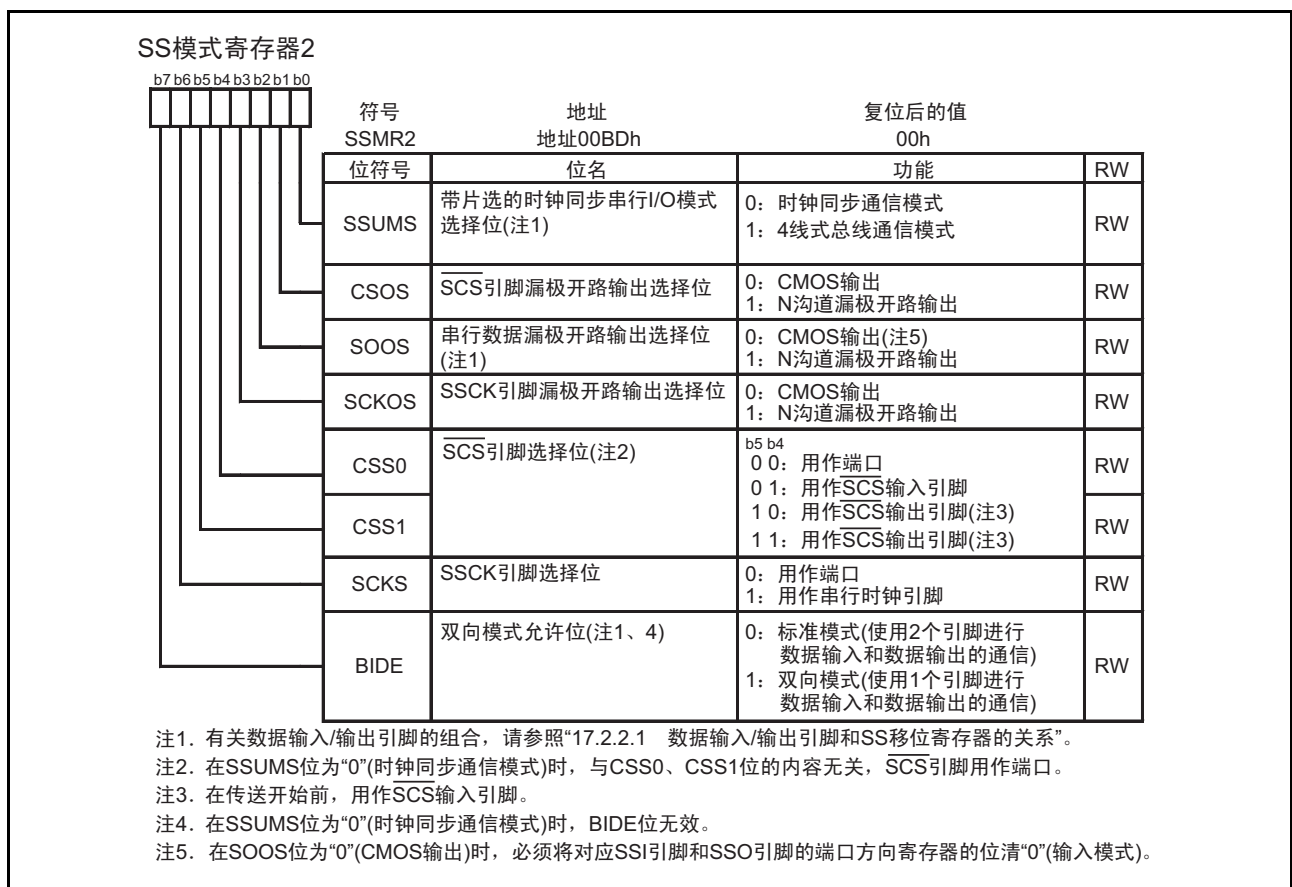 SS模式寄存器2
b7 b6 b5 b4 b3 b2 b1 b0
符号 地址 复位后的值
SSMR2 地址00BDh 00h
位符号 位名 功能 RW
SSUMS 带片选的时钟同步串行I/O模式 0：时钟同步通信模式 RW
选择位(注1) 1：4线式总线通信模式
CSOS SCS引脚漏极开路输出选择位 0：CMOS输出 RW
1：N沟道漏极开路输出
SOOS 串行数据漏极开路输出选择位 0：CMOS输出(注5) RW
(注1) 1：N沟道漏极开路输出
SCKOS SSCK引脚漏极开路输出选择位 0：CMOS输出 RW
1：N沟道漏极开路输出
CSS0 SCS引脚选择位(注2) b5 b4 RW
0 0：用作端口
0 1：用作SCS输入引脚
CSS1 1 0：用作SCS输出引脚(注3) RW
1 1：用作SCS输出引脚(注3)
SCKS SSCK引脚选择位 0：用作端口 RW
1：用作串行时钟引脚
BIDE 双向模式允许位(注1、4) 0：标准模式(使用2个引脚进行 RW
数据输入和数据输出的通信)
1：双向模式(使用1个引脚进行
数据输入和数据输出的通信)
注1. 有关数据输入/输出引脚的组合，请参照“17.2.2.1 数据输入/输出引脚和SS移位寄存器的关系”。
注2. 在SSUMS位为“0”(时钟同步通信模式)时，与CSS0、CSS1位的内容无关，SCS引脚用作端口。
注3. 在传送开始前，用作SCS输入引脚。
注4. 在SSUMS位为“0”(时钟同步通信模式)时，BIDE位无效。
注5. 在SOOS位为“0”(CMOS输出)时，必须将对应SSI引脚和SSO引脚的端口方向寄存器的位清“0”(输入模式)。